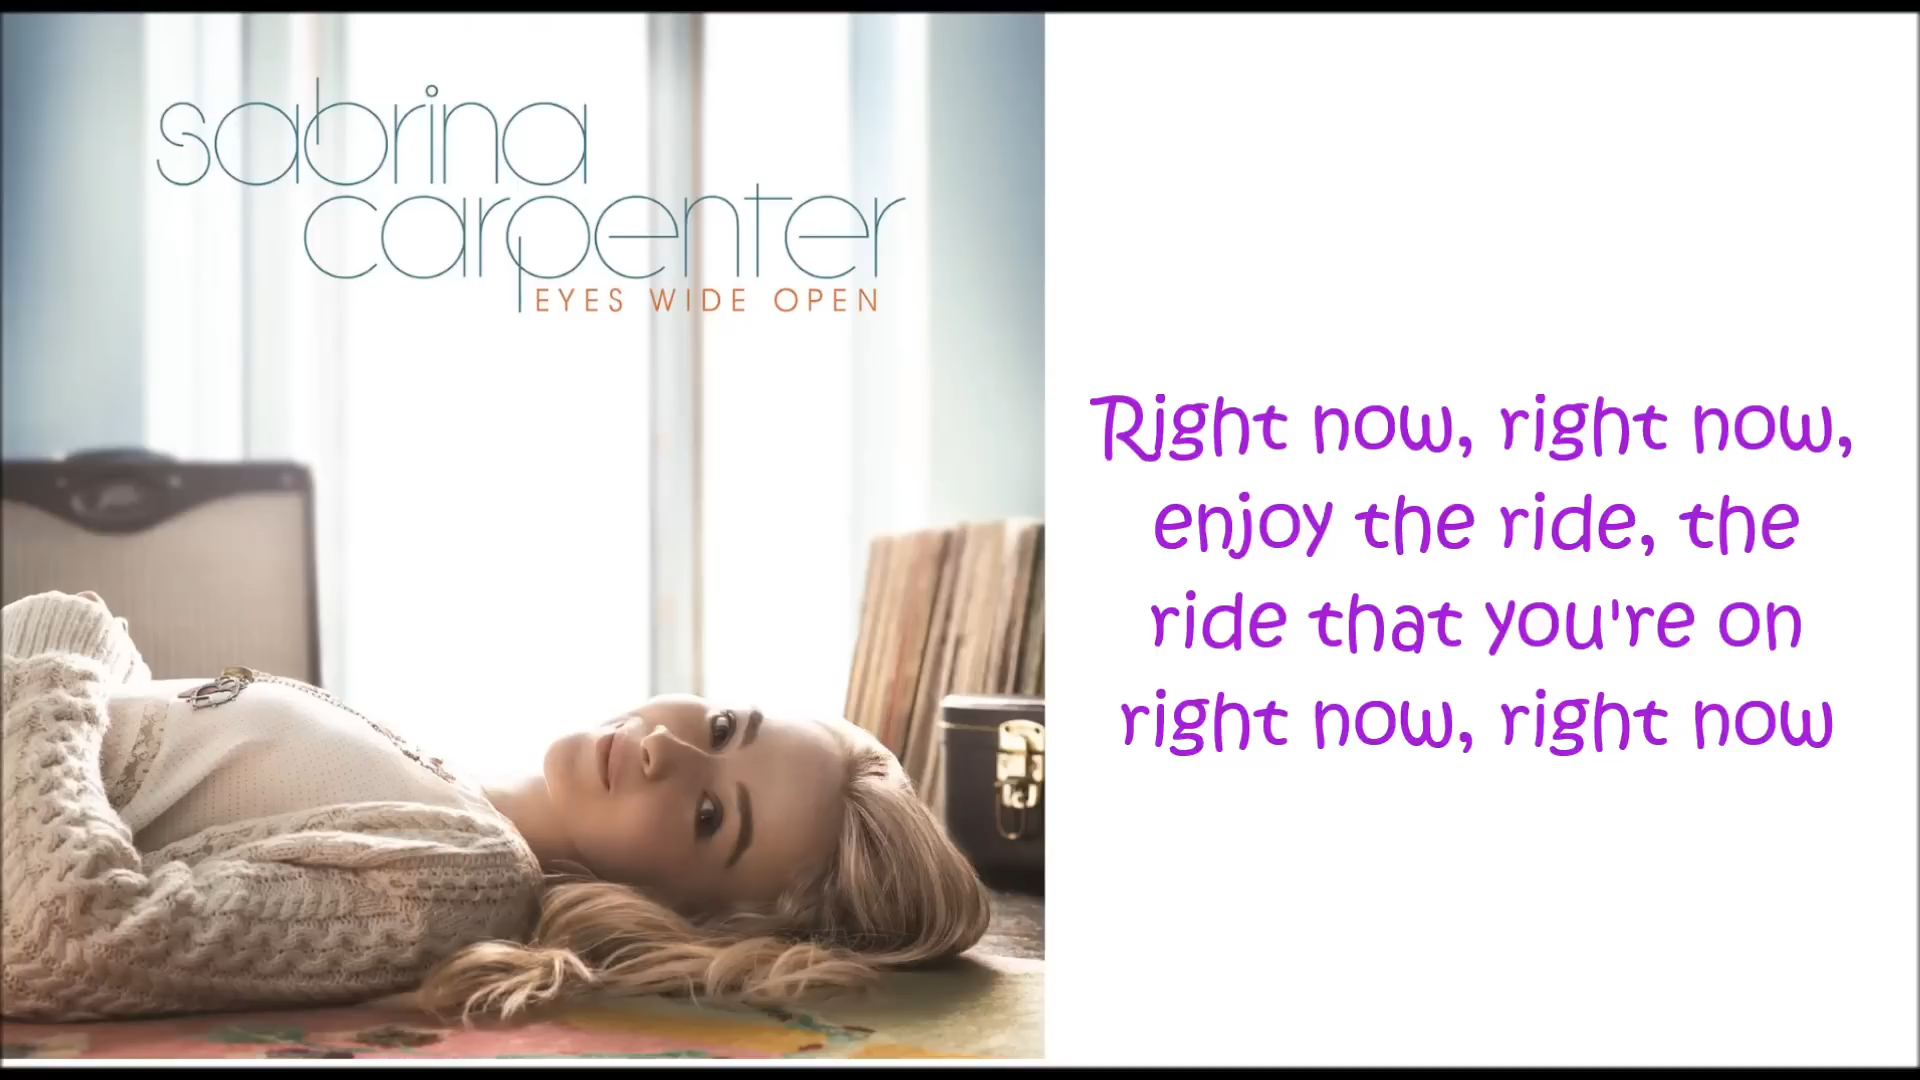 sabrina
carpenter
EYES WIDE OPEN
Right now, right now,
enjoy the ride, the
ride that you're on
right now, right now